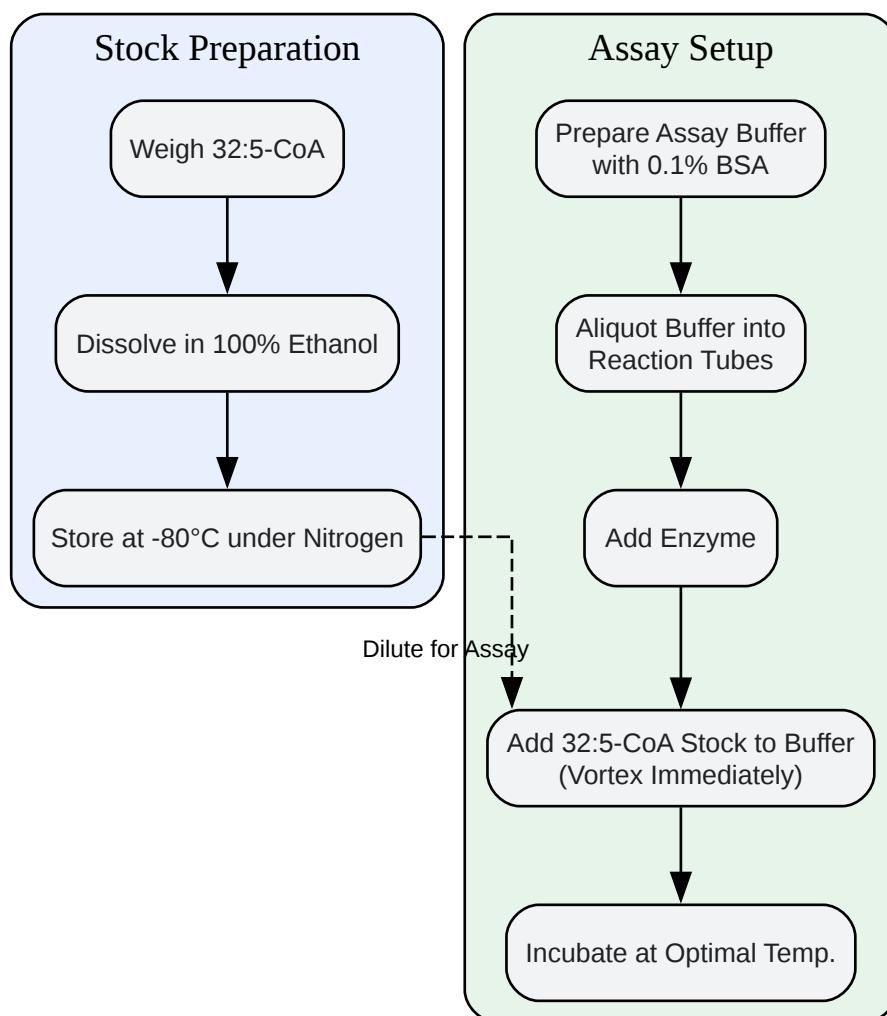 Stock Preparation
Weigh 32:5-CoA
Dissolve in 100% Ethanol
Store at -80°C under Nitrogen
Dilute for Assay
Assay Setup
Prepare Assay Buffer
with 0.1% BSA
Aliquot Buffer into
Reaction Tubes
Add Enzyme
Add 32:5-CoA Stock to Buffer
(Vortex Immediately)
Incubate at Optimal Temp.